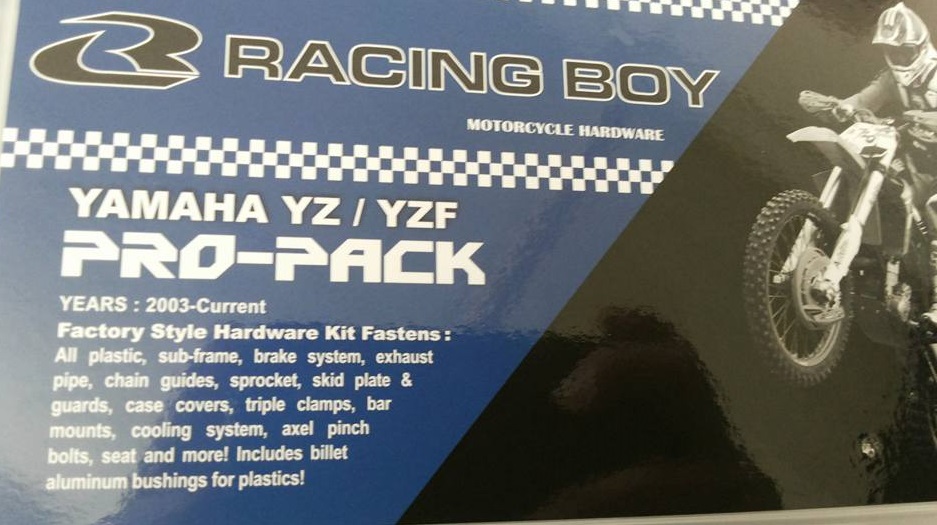 RACING BOY
MOTORCYCLE HARDWARE
YAMAHA YZ / YZF
PRO-PACK
YEARS : 2003-Current
Factory Style Hardware Kit Fastens :
All plastic, sub-frame, brake system, exhaust
pipe, chain guides, sprocket, skid plate &
guards, case covers, triple clamps, bar
mounts, cooling system, axel pinch
bolts, seat and more! Includes billet
aluminum bushings for plastics!